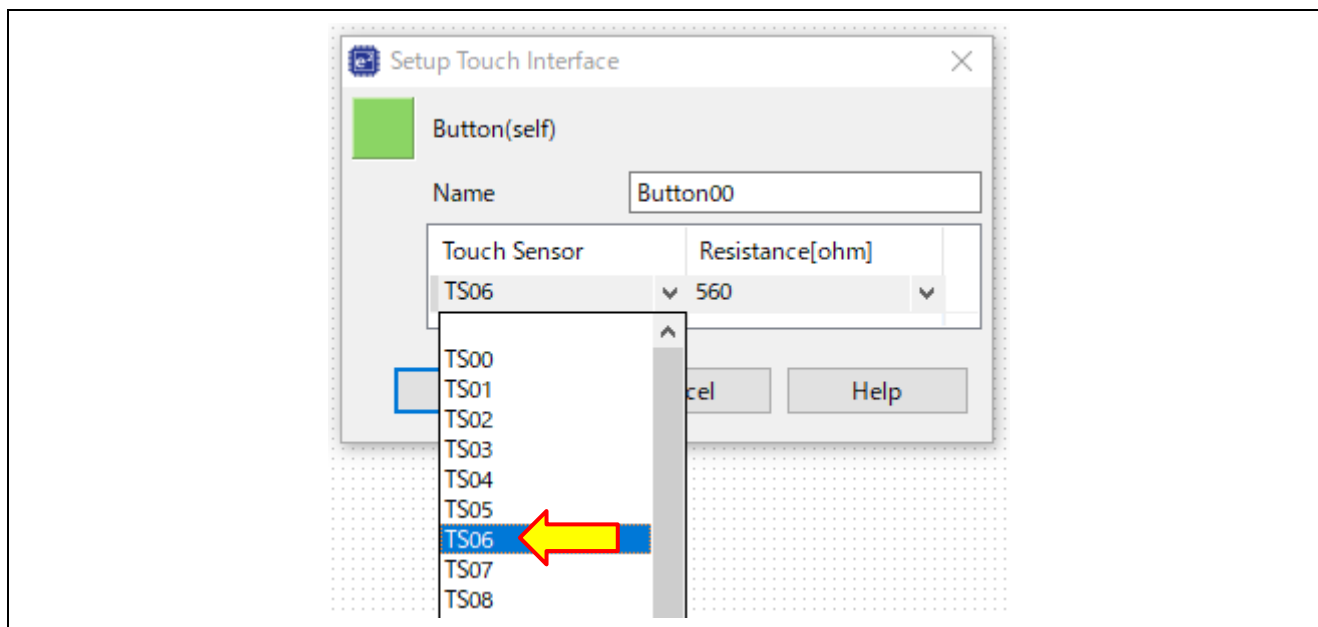 Setup Touch Interface
Button(self)
Name Button00
Touch Sensor Resistance[ohm]
TS06 560
TS00
TS01
TS02
TS03
TS04
TS05
TS06
TS07
TS08
Help